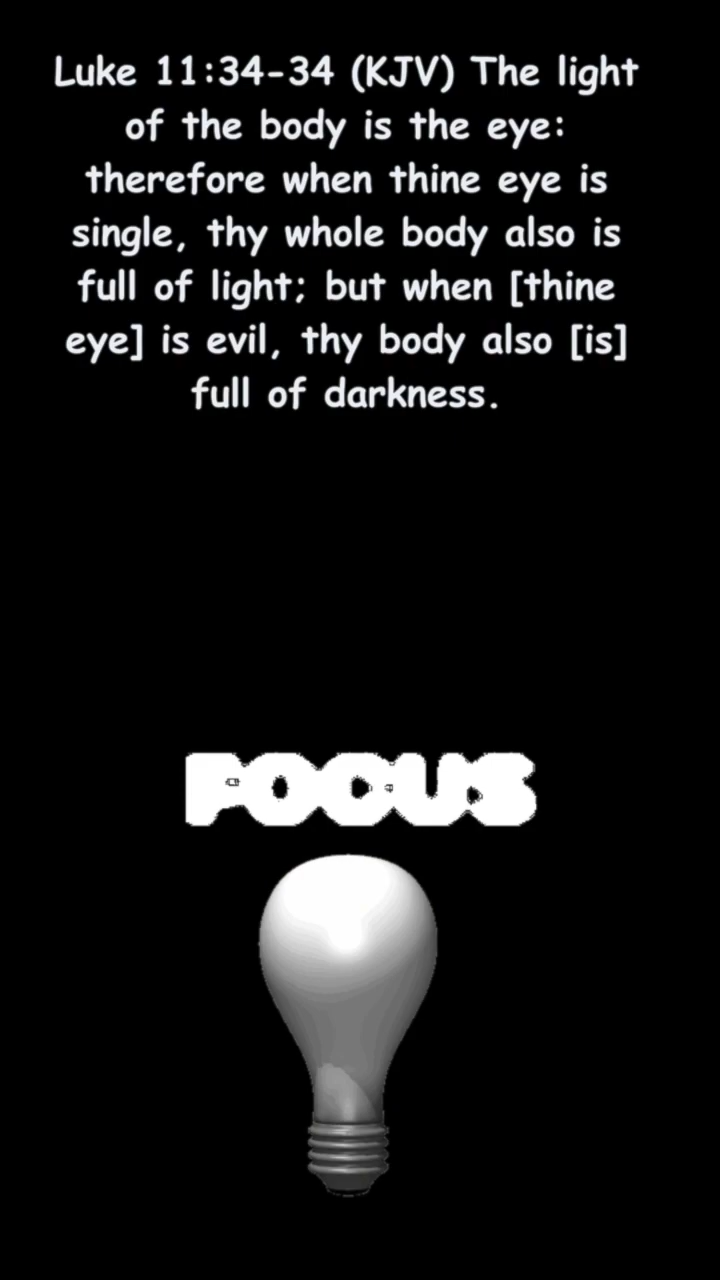 Luke 11:34-34 (KJV) The light
of the body is the eye:
therefore when thine eye is
single, thy whole body also is
full of light; but when [thine
eye] is evil, thy body also [is]
full of darkness.
FOCUS